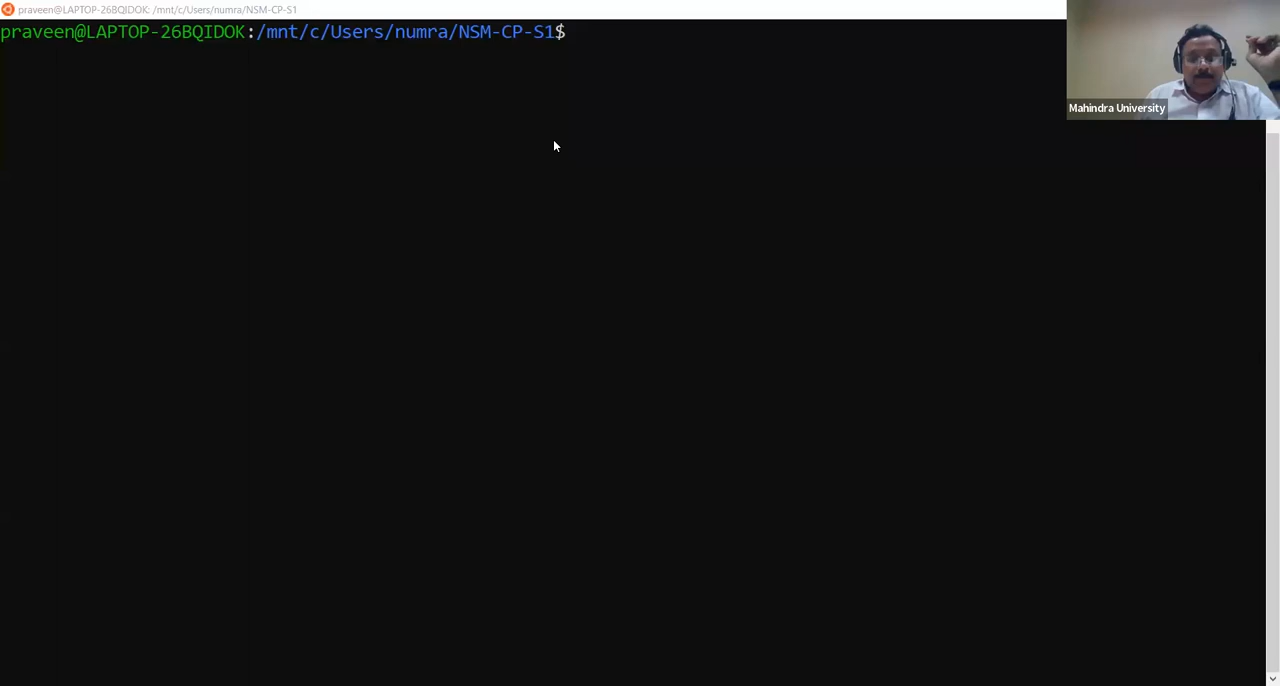 praveen@LAPTOP-26BQIDOK: /mnt/c/Users/numra/NSM-CP-S1
praveen@LAPTOP-26BQIDOK:/mnt/c/Users/numra/NSM-CP-S1$
Mahindra University